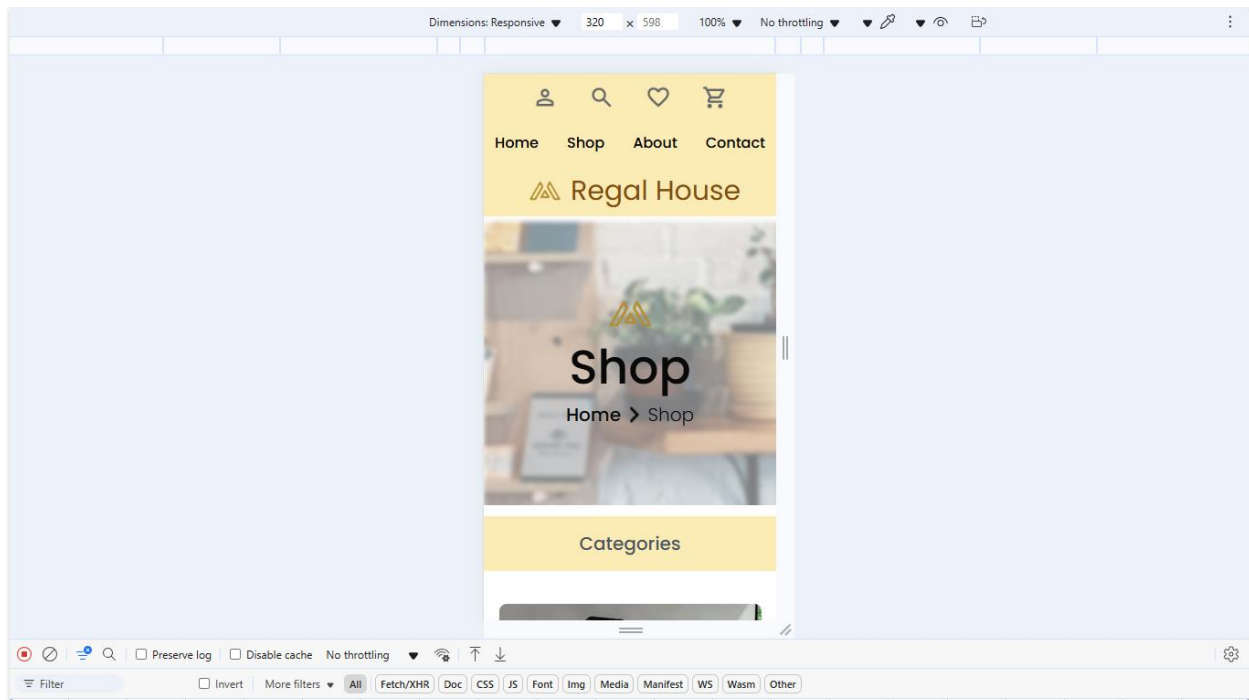 Dimensions: Responsive 320 x 598 100% No throttling
Home Shop About Contact
Regal House
Shop
Home Shop
Categories
Preserve log Disable cache No throttling
Filter Invert More filters All Fetch/XHR Doc CSS JS Font Img Media Manifest WS Wasm Other